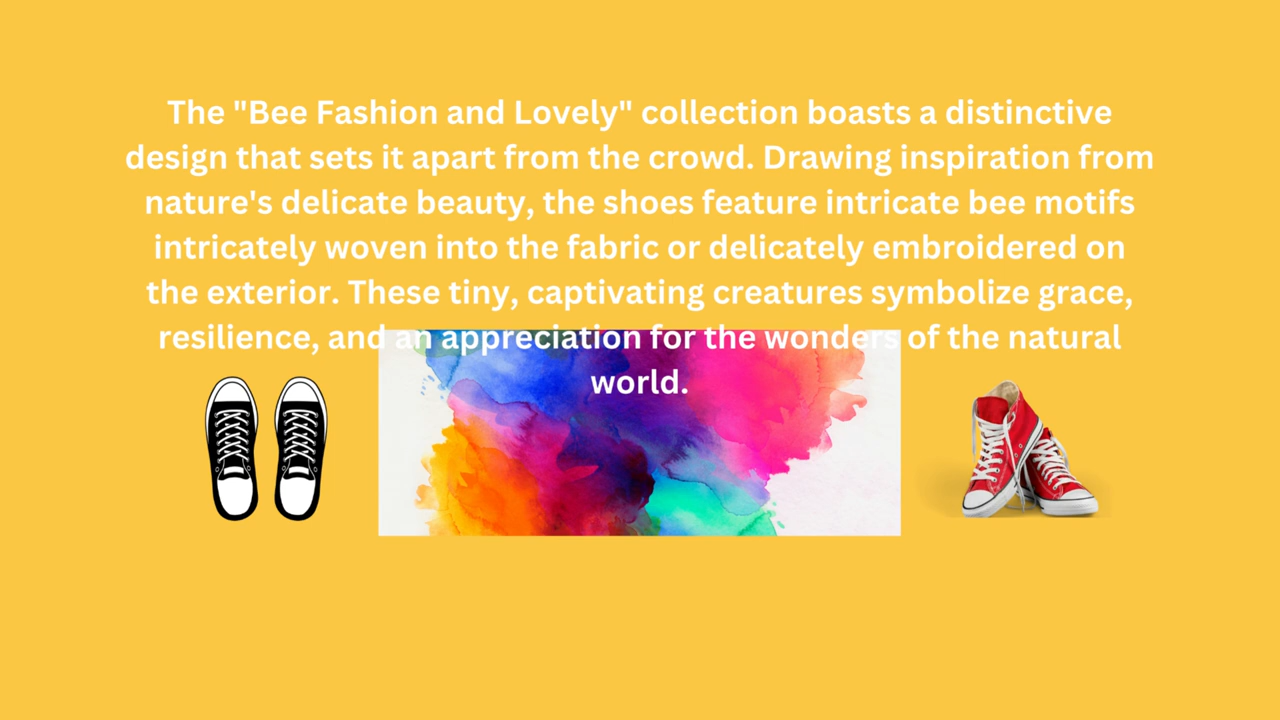 The "Bee Fashion and Lovely" collection boasts a distinctive
design that sets it apart from the crowd. Drawing inspiration from
nature's delicate beauty, the shoes feature intricate bee motifs
intricately woven into the fabric or delicately embroidered on
the exterior. These tiny, captivating creatures symbolize grace,
resilience, and an appreciation for the wonders of the natural
world.